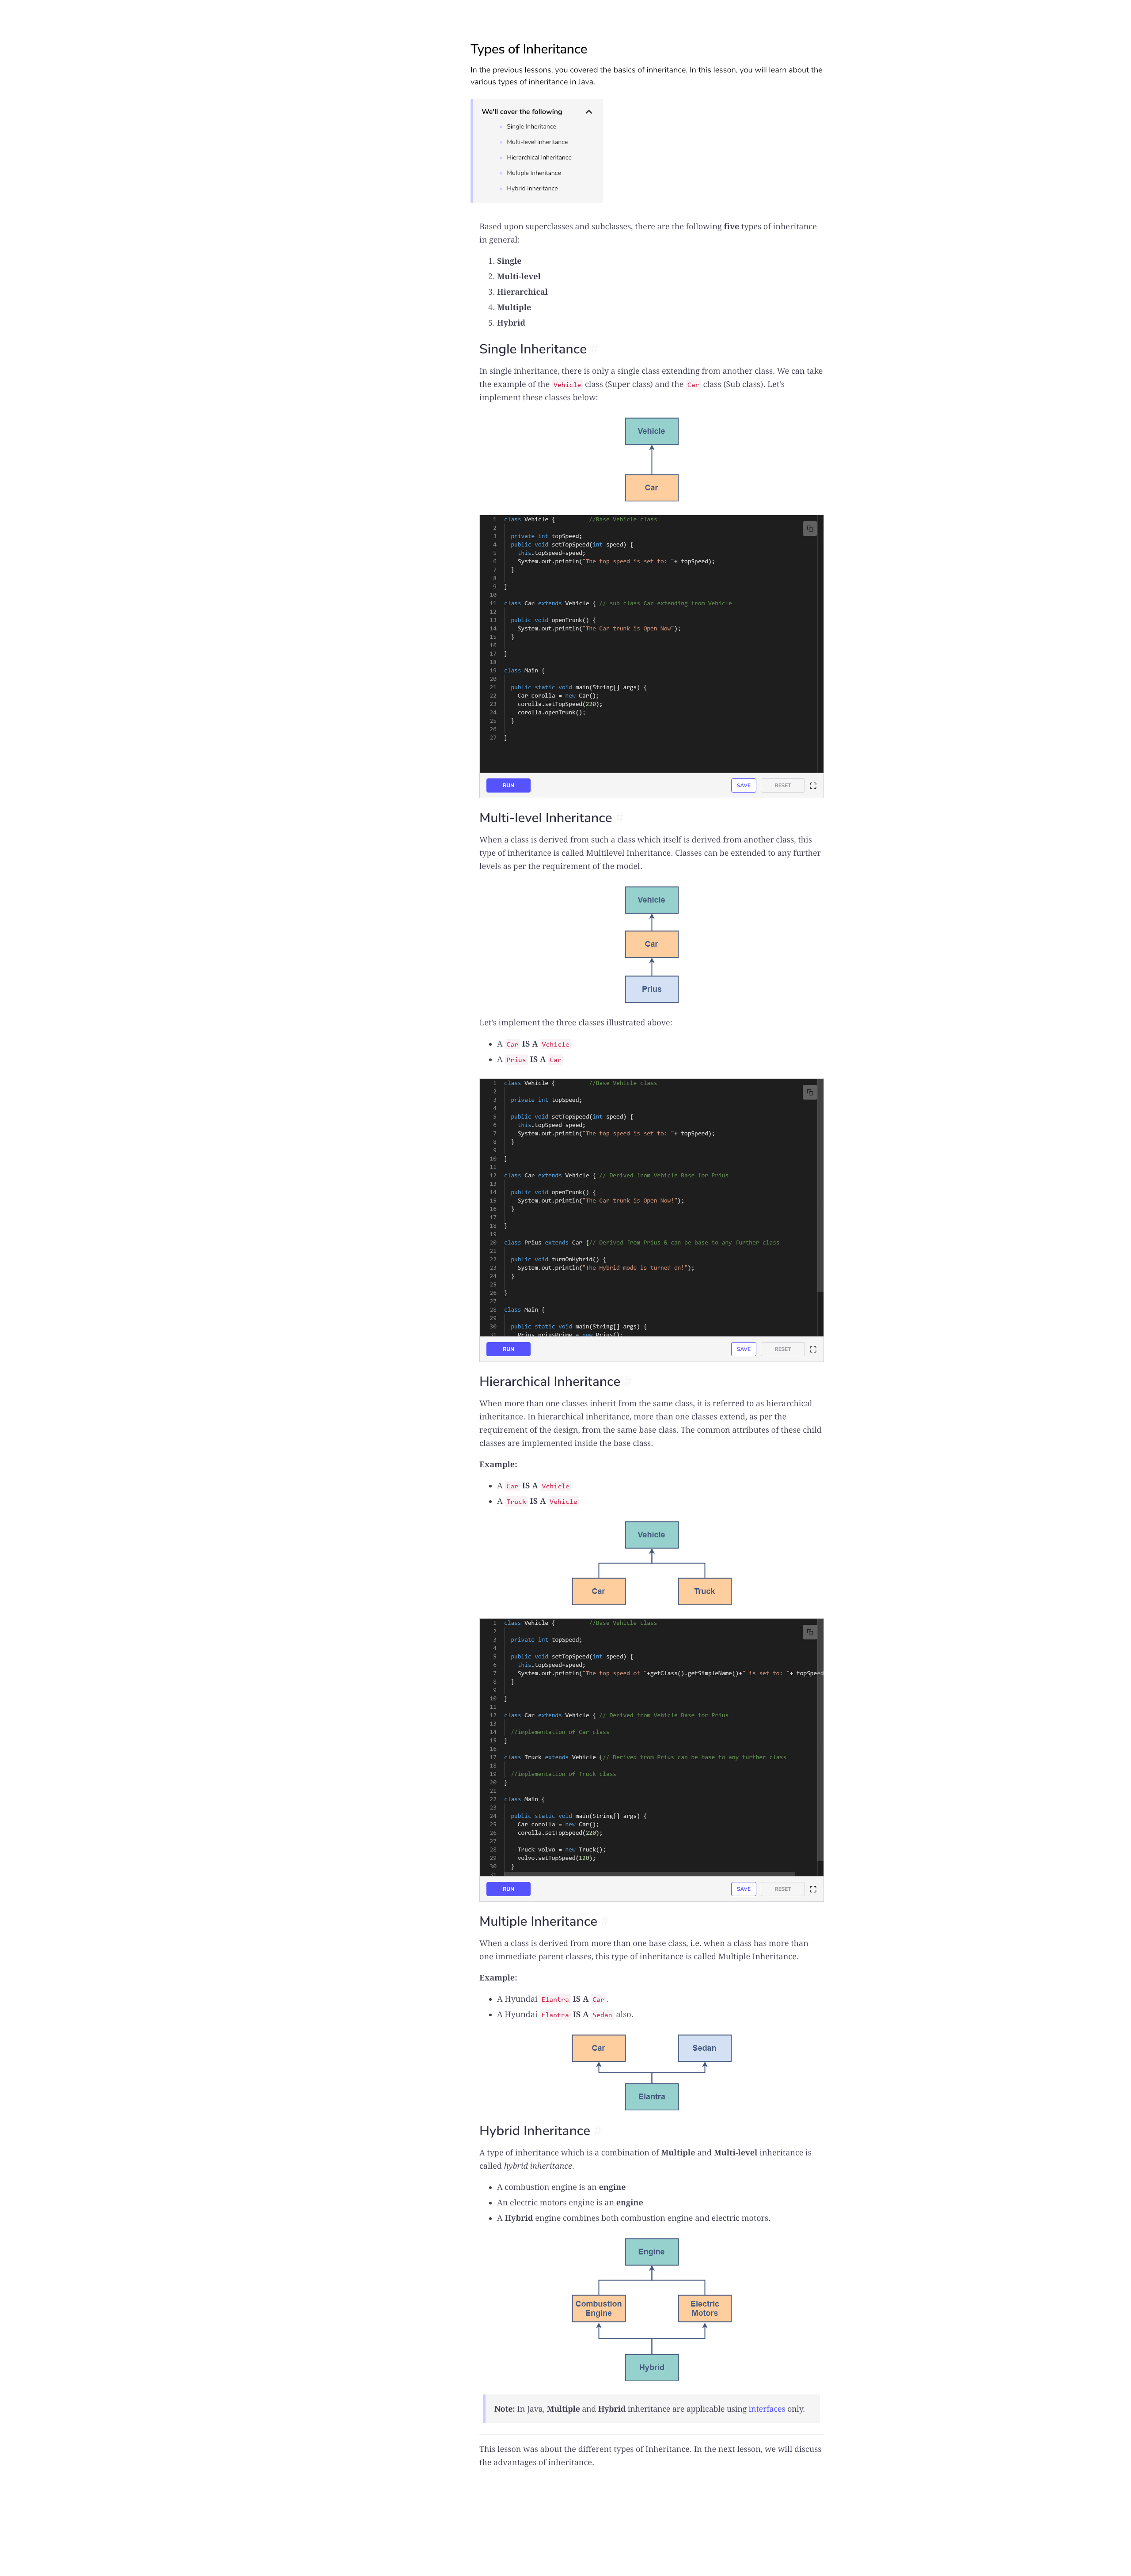 Types of Inheritance
In the previous lessons, you covered the basics of inheritance. In this lesson, you will learn about the
various types of inheritance in Java.
We'll cover the following
Single Inheritance
Multi-level Inheritance
Hierarchical Inheritance
Multiple Inheritance
Hybrid Inheritance
Based upon superclasses and subclasses, there are the following five types of inheritance
in general:
1. Single
2. Multi-level
3. Hierarchical
4. Multiple
5. Hybrid
Single Inheritance
In single inheritance, there is only a single class extending from another class. We can take
the example of the Vehicle class (Super class) and the Car class (Sub class). Let's
implement these classes below:
Vehicle
Car
1 class Vehicle { //Base Vehicle class
2
3 private int topSpeed;
4 public void setTopSpeed(int speed) {
5 this.topSpeed=speed;
6 System.out.println("The top speed is set to: "+ topSpeed);
7 }
8
9 }
10
11 class Car extends Vehicle { // sub class Car extending from Vehicle
12
13 public void openTrunk() {
14 System.out.println("The Car trunk is Open Now");
15 }
16
17 }
18
19 class Main {
20
21 public static void main(String[] args) {
22 Car corolla = new Car();
23 corolla.setTopSpeed(220);
24 corolla.openTrunk();
25 }
26
27 }
RUN SAVE RESET
Multi-level Inheritance
When a class is derived from such a class which itself is derived from another class, this
type of inheritance is called Multilevel Inheritance. Classes can be extended to any further
levels as per the requirement of the model.
Vehicle
Car
Prius
Let's implement the three classes illustrated above:
• A Car IS A Vehicle
• A Prius IS A Car
1 class Vehicle { //Base Vehicle class
2
3 private int topSpeed;
4
5 public void setTopSpeed(int speed) {
6 this.topSpeed=speed;
7 System.out.println("The top speed is set to: "+ topSpeed);
8 }
9
10 }
11
12 class Car extends Vehicle { // Derived from Vehicle Base for Prius
13
14 public void openTrunk() {
15 System.out.println("The Car trunk is Open Now!");
16 }
17
18 }
19
20 class Prius extends Car {// Derived from Prius & can be base to any further class
21
22 public void turnOnHybrid() {
23 System.out.println("The Hybrid mode is turned on!");
24 }
25
26 }
27
28 class Main {
29
30 public static void main(String[] args) {
31 Prius priusPrime = new Prius();
RUN SAVE RESET
Hierarchical Inheritance
When more than one classes inherit from the same class, it is referred to as hierarchical
inheritance. In hierarchical inheritance, more than one classes extend, as per the
requirement of the design, from the same base class. The common attributes of these child
classes are implemented inside the base class.
Example:
• A Car IS A Vehicle
• A Truck IS A Vehicle
Vehicle
Car Truck
1 class Vehicle { //Base Vehicle class
2
3 private int topSpeed;
4
5 public void setTopSpeed(int speed) {
6 this.topSpeed=speed;
7 System.out.println("The top speed of "+getClass().getSimpleName()+" is set to: "+ topSpeed
8 }
9
10 }
11
12 class Car extends Vehicle { // Derived from Vehicle Base for Prius
13
14 //implementation of Car class
15 }
16
17 class Truck extends Vehicle {// Derived from Prius can be base to any further class
18
19 //implementation of Truck class
20 }
21
22 class Main {
23
24 public static void main(String[] args) {
25 Car corolla = new Car();
26 corolla.setTopSpeed(220);
27
28 Truck volvo = new Truck();
29 volvo.setTopSpeed(120);
30 }
31
RUN SAVE RESET
Multiple Inheritance
When a class is derived from more than one base class, i.e. when a class has more than
one immediate parent classes, this type of inheritance is called Multiple Inheritance.
Example:
• A Hyundai Elantra IS A Car.
• A Hyundai Elantra IS A Sedan also.
Car Sedan
Elantra
Hybrid Inheritance
A type of inheritance which is a combination of Multiple and Multi-level inheritance is
called hybrid inheritance.
• A combustion engine is an engine
• An electric motors engine is an engine
• A Hybrid engine combines both combustion engine and electric motors.
Engine
Combustion Engine
Electric Motors
Hybrid
Note: In Java, Multiple and Hybrid inheritance are applicable using interfaces only.
This lesson was about the different types of Inheritance. In the next lesson, we will discuss
the advantages of inheritance.